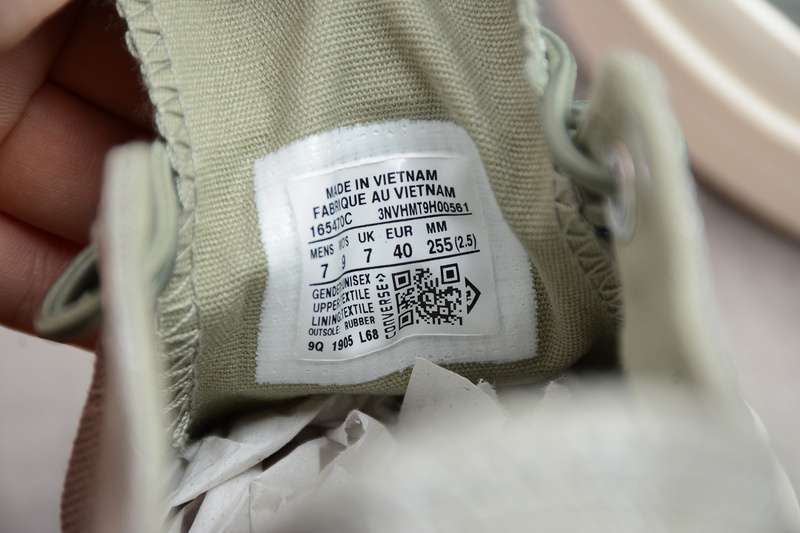 MADE IN VIETNAM
FABRIQUE AU VIETNAM
165470C 3NVHMT9H00561
MENS UK EUR MM
7 9 7 40 255 (2.5)
GENDER:UNISEX
UPPER:TEXTILE
LINING:TEXTILE
OUTSOLE: RUBBER
9Q 1905 L68
CONVERSE